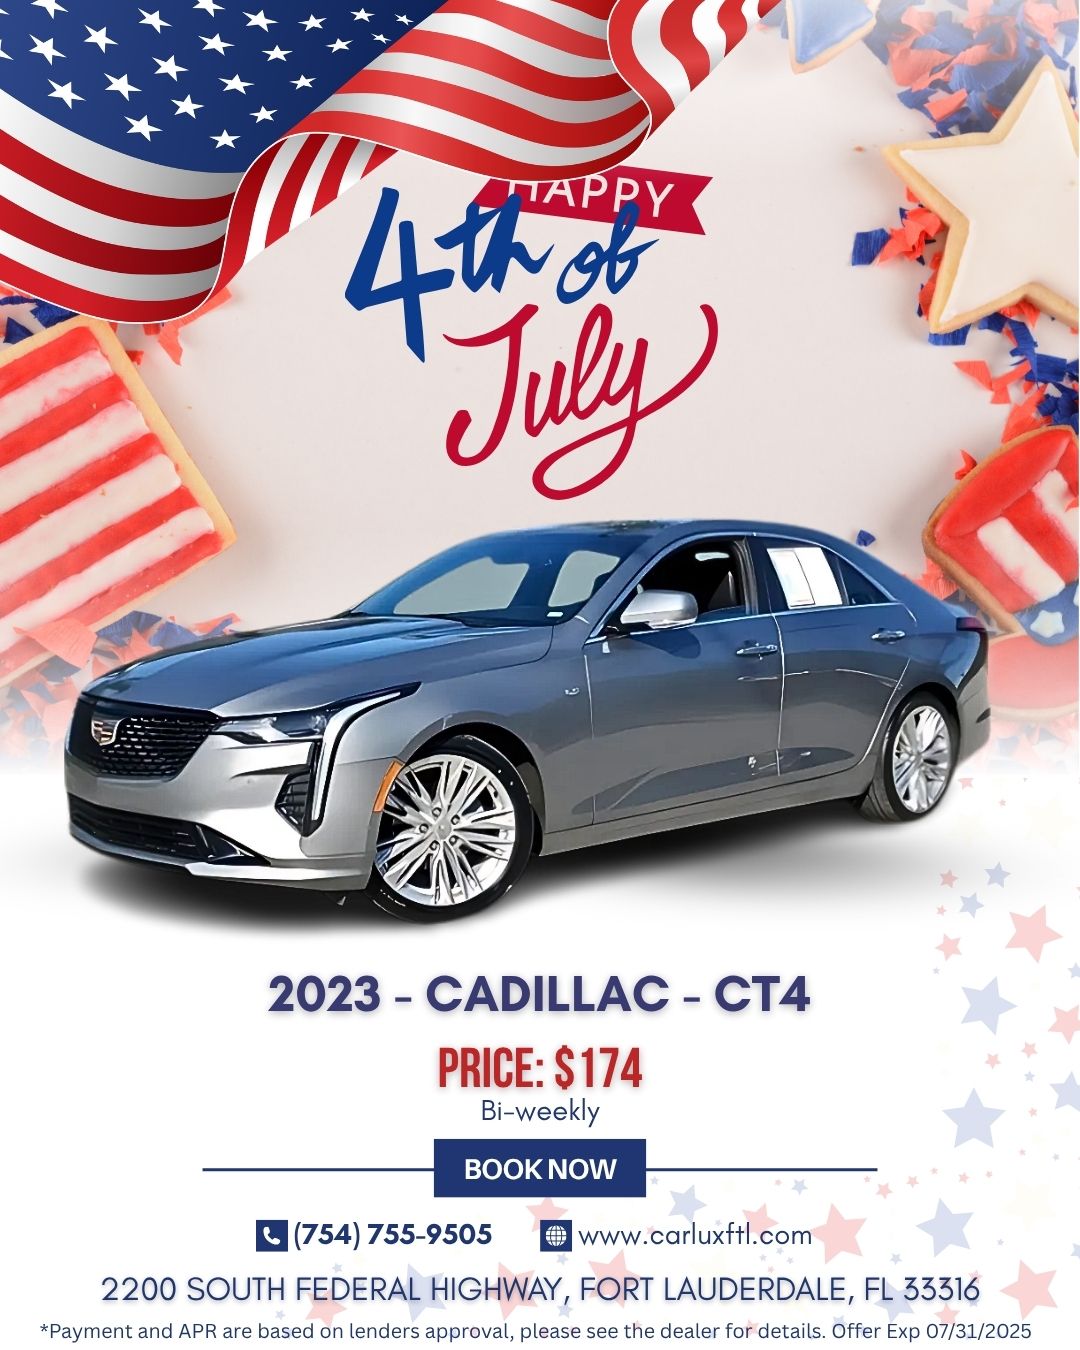 HAPPY
4th of
July
2023 - CADILLAC - CT4
PRICE: $174
Bi-weekly
BOOK NOW
(754) 755-9505 www.carluxftl.com
2200 SOUTH FEDERAL HIGHWAY, FORT LAUDERDALE, FL 33316
*Payment and APR are based on lenders approval, please see the dealer for details. Offer Exp 07/31/2025